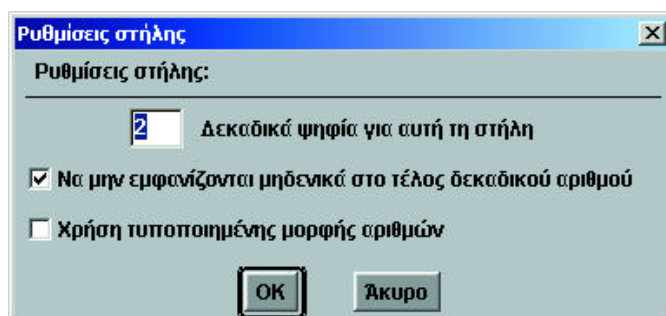 Ρυθμίσεις στήλης
Ρυθμίσεις στήλης:
2 Δεκαδικά ψηφία για αυτή τη στήλη
Να μην εμφανίζονται μηδενικά στο τέλος δεκαδικού αριθμού
Χρήση τυποποιημένης μορφής αριθμών
OK Άκυρο